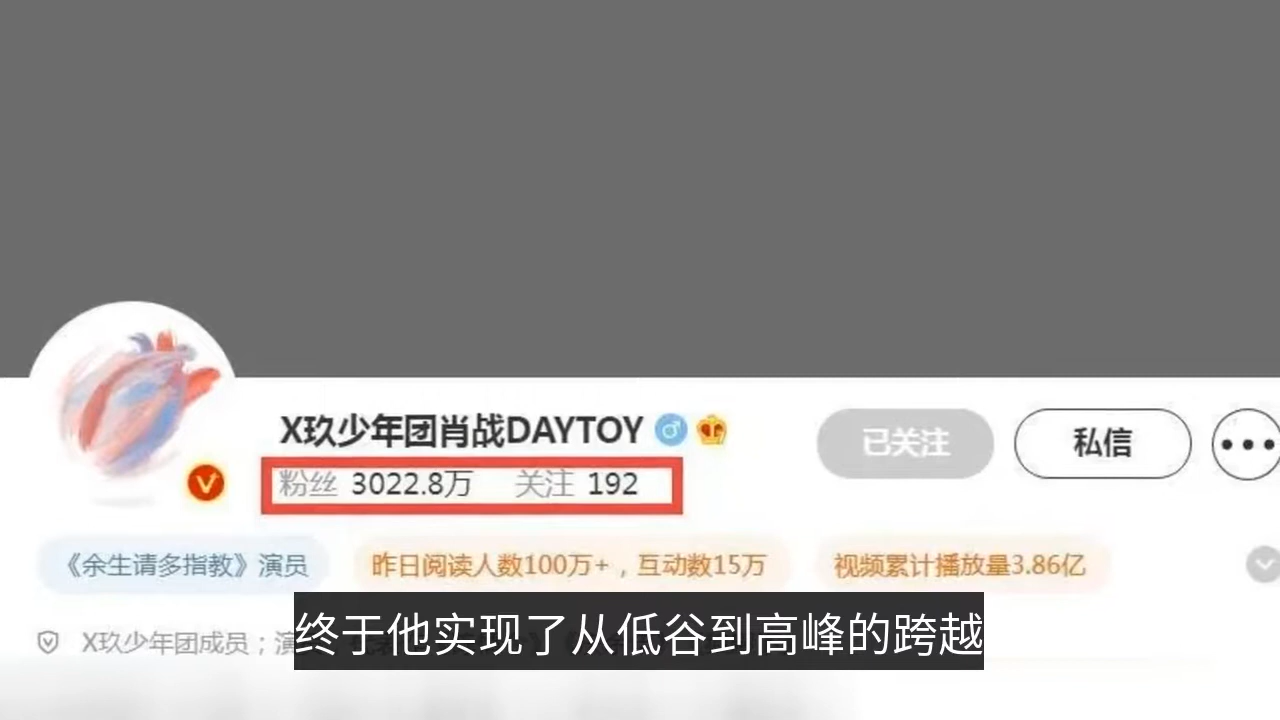 X玖少年团肖战DAYTOY
已关注
私信
粉丝 3022.8万 关注 192
《余生请多指教》演员
昨日阅读人数100万+，互动数15万
视频累计播放量3.86亿
终于他实现了从低谷到高峰的跨越
X玖少年团成员；演